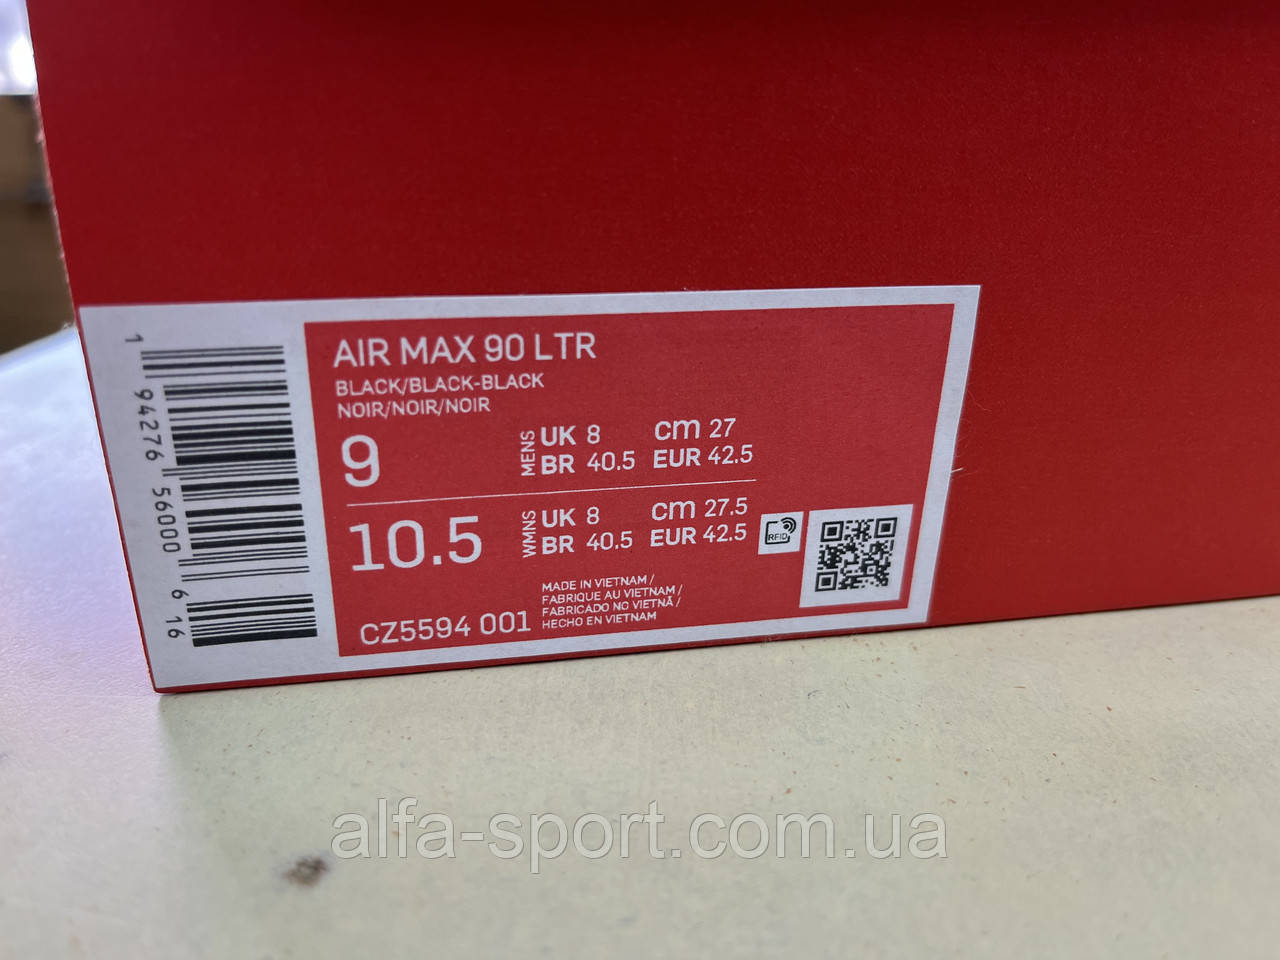 1 94276 56000 6 16
AIR MAX 90 LTR
BLACK/BLACK-BLACK
NOIR/NOIR/NOIR
9
MENS
UK 8 cm 27
BR 40.5 EUR 42.5
10.5
WMNS
UK 8 cm 27.5
BR 40.5 EUR 42.5
RFID
CZ5594 001
MADE IN VIETNAM /
FABRIQUE AU VIETNAM /
FABRICADO NO VIETNÃ /
HECHO EN VIETNAM
alfa-sport.com.ua